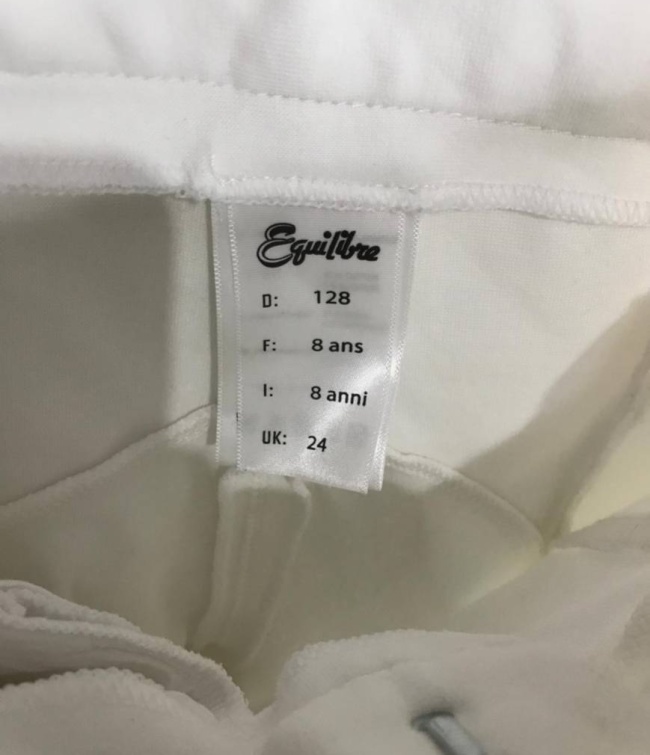 Equilibre
D: 128
F: 8 ans
I: 8 anni
UK: 24